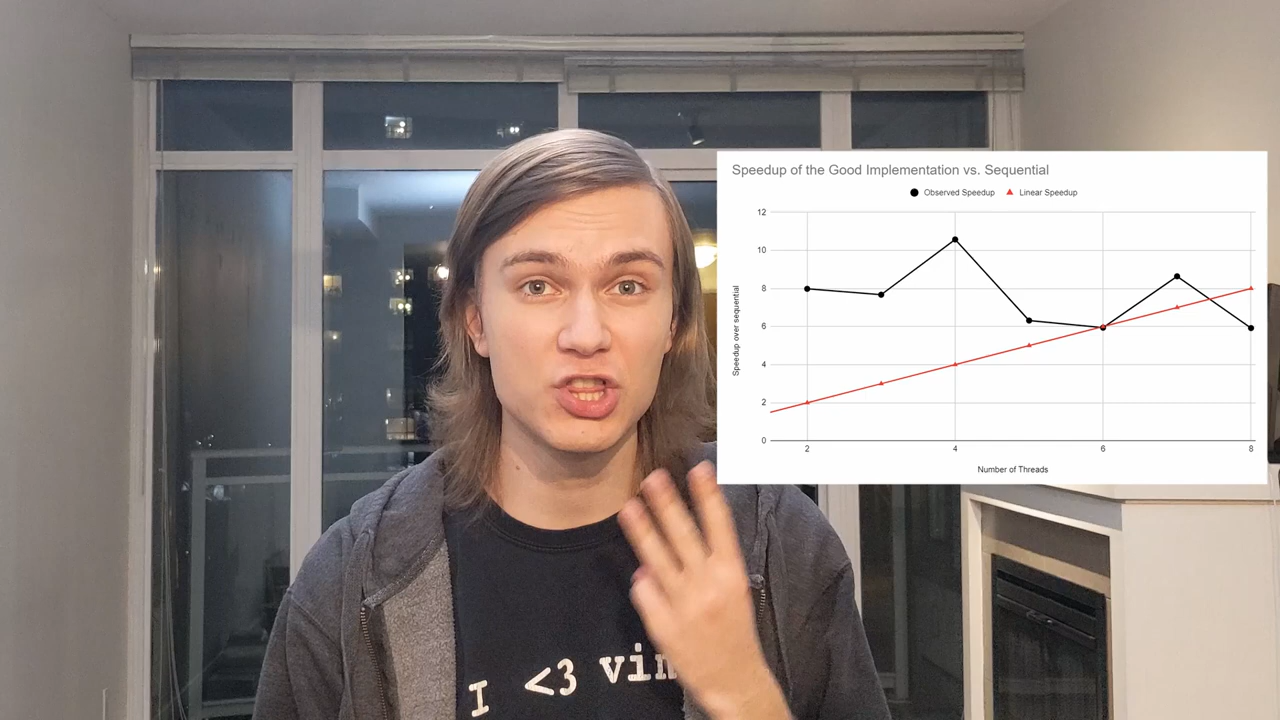 Speedup of the Good Implementation vs. Sequential
Observed Speedup
Linear Speedup
12
10
8
6
4
2
0
Speedup over sequential
2
4
6
8
Number of Threads
I <3